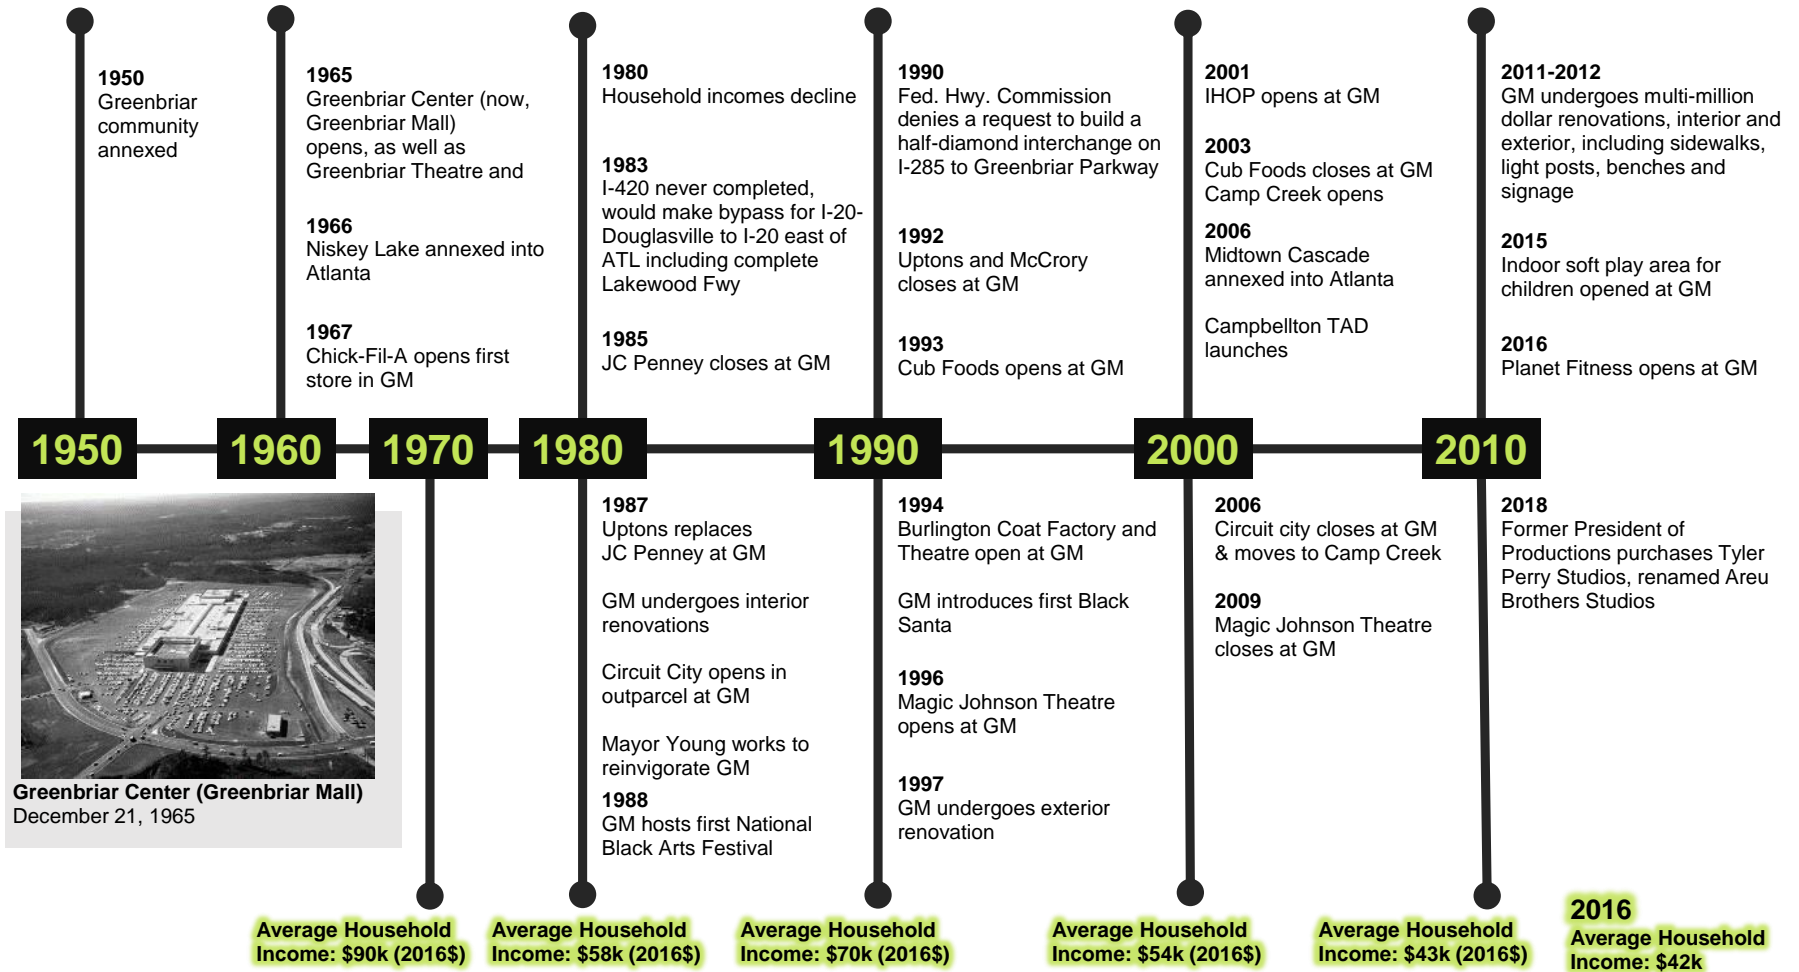 1950
Greenbriar
community
annexed
1965
Greenbriar Center (now,
Greenbriar Mall)
opens, as well as
Greenbriar Theatre and
1966
Niskey Lake annexed into
Atlanta
1967
Chick-Fil-A opens first
store in GM
1980
Household incomes decline
1983
I-420 never completed,
would make bypass for I-20-
Douglasville to I-20 east of
ATL including complete
Lakewood Fwy
1985
JC Penney closes at GM
1990
Fed. Hwy. Commission
denies a request to build a
half-diamond interchange on
I-285 to Greenbriar Parkway
1992
Uptons and McCrory
closes at GM
1993
Cub Foods opens at GM
2001
IHOP opens at GM
2003
Cub Foods closes at GM
Camp Creek opens
2006
Midtown Cascade
annexed into Atlanta
Campbellton TAD
launches
2011-2012
GM undergoes multi-million
dollar renovations, interior and
exterior, including sidewalks,
light posts, benches and
signage
2015
Indoor soft play area for
children opened at GM
2016
Planet Fitness opens at GM
1950
1960
1970
1980
1990
2000
2010
Greenbriar Center (Greenbriar Mall)
December 21, 1965
1987
Uptons replaces
JC Penney at GM
GM undergoes interior
renovations
Circuit City opens in
outparcel at GM
Mayor Young works to
reinvigorate GM
1988
GM hosts first National
Black Arts Festival
1994
Burlington Coat Factory and
Theatre open at GM
GM introduces first Black
Santa
1996
Magic Johnson Theatre
opens at GM
1997
GM undergoes exterior
renovation
2006
Circuit city closes at GM
& moves to Camp Creek
2009
Magic Johnson Theatre
closes at GM
2018
Former President of
Productions purchases Tyler
Perry Studios, renamed Areu
Brothers Studios
Average Household
Income: $90k (2016$)
Average Household
Income: $58k (2016$)
Average Household
Income: $70k (2016$)
Average Household
Income: $54k (2016$)
Average Household
Income: $43k (2016$)
2016
Average Household
Income: $42k